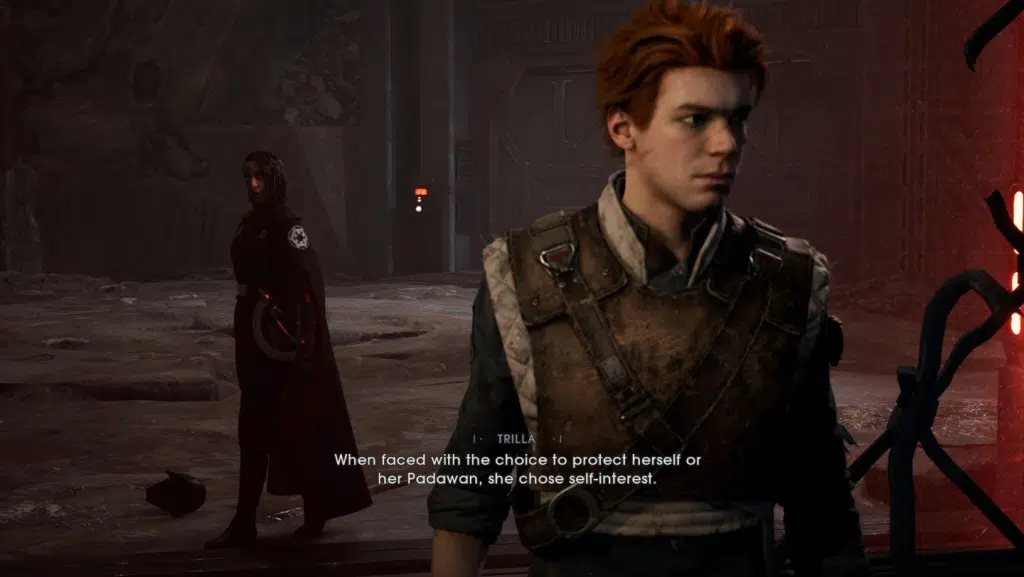 TRILLA
When faced with the choice to protect herself or
her Padawan, she chose self-interest.